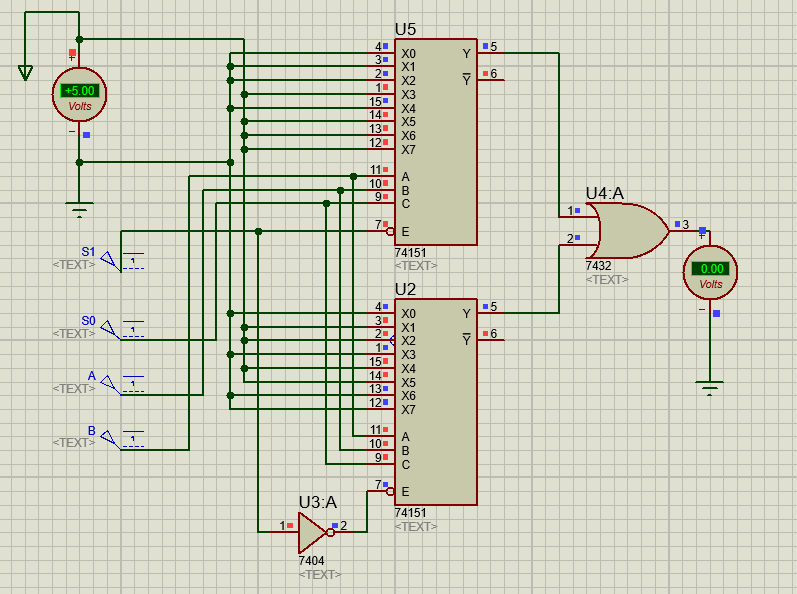 U5
+5.00
Volts
+
−
4 X0 Y 5
3 X1
2 X2 Y 6
1 X3
15 X4
14 X5
13 X6
12 X7
11 A
10 B
9 C
7 E
74151
<TEXT>
S1
<TEXT>
1
S0
<TEXT>
1
A
<TEXT>
1
B
<TEXT>
1
U4:A
1
2
3
7432
<TEXT>
+
0.00
Volts
−
U2
4 X0 Y 5
3 X1
2 X2 Y 6
1 X3
15 X4
14 X5
13 X6
12 X7
11 A
10 B
9 C
7 E
74151
<TEXT>
U3:A
1 2
7404
<TEXT>